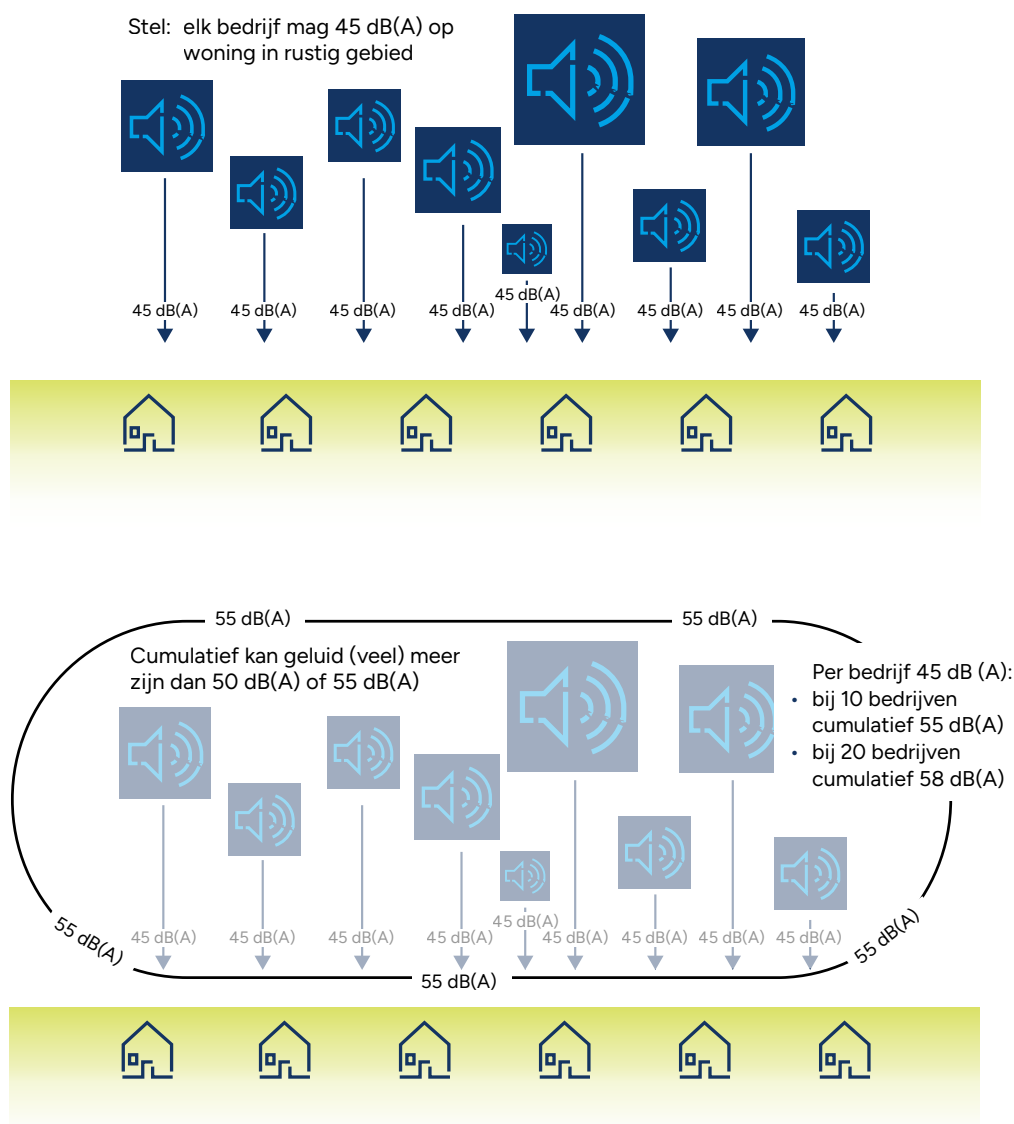 Stel: elk bedrijf mag 45 dB(A) op
woning in rustig gebied
45 dB(A)
45 dB(A)
45 dB(A)
45 dB(A)
45 dB(A)
45 dB(A)
45 dB(A)
45 dB(A)
45 dB(A)
55 dB(A)
55 dB(A)
Cumulatief kan geluid (veel) meer
zijn dan 50 dB(A) of 55 dB(A)
Per bedrijf 45 dB (A):
• bij 10 bedrijven
cumulatief 55 dB(A)
• bij 20 bedrijven
cumulatief 58 dB(A)
55 dB(A)
45 dB(A)
45 dB(A)
45 dB(A)
45 dB(A)
45 dB(A)
45 dB(A)
45 dB(A)
45 dB(A)
45 dB(A)
55 dB(A)
55 dB(A)